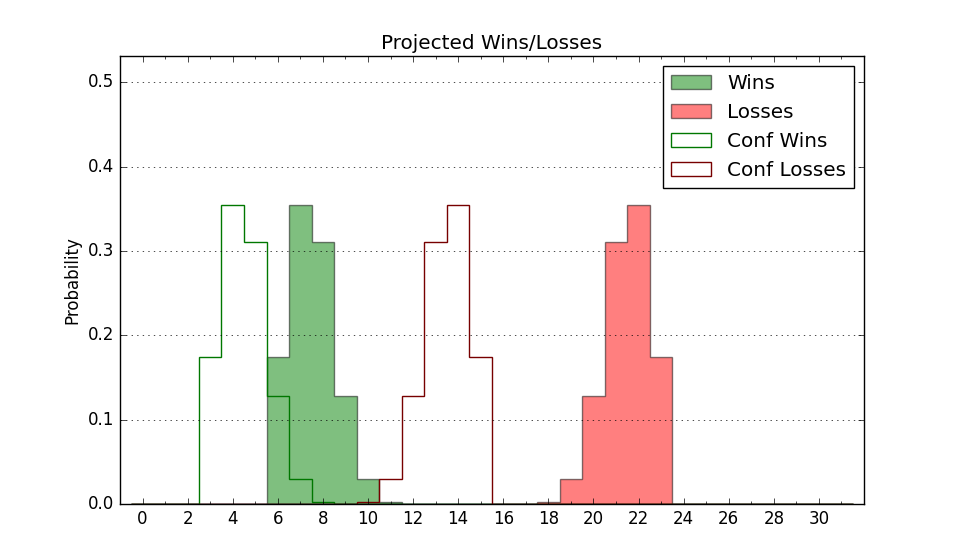 Projected Wins/Losses
Wins
Losses
Conf Wins
Conf Losses
Probability
0.5
0.4
0.3
0.2
0.1
0.0
0 2 4 6 8 10 12 14 16 18 20 22 24 26 28 30